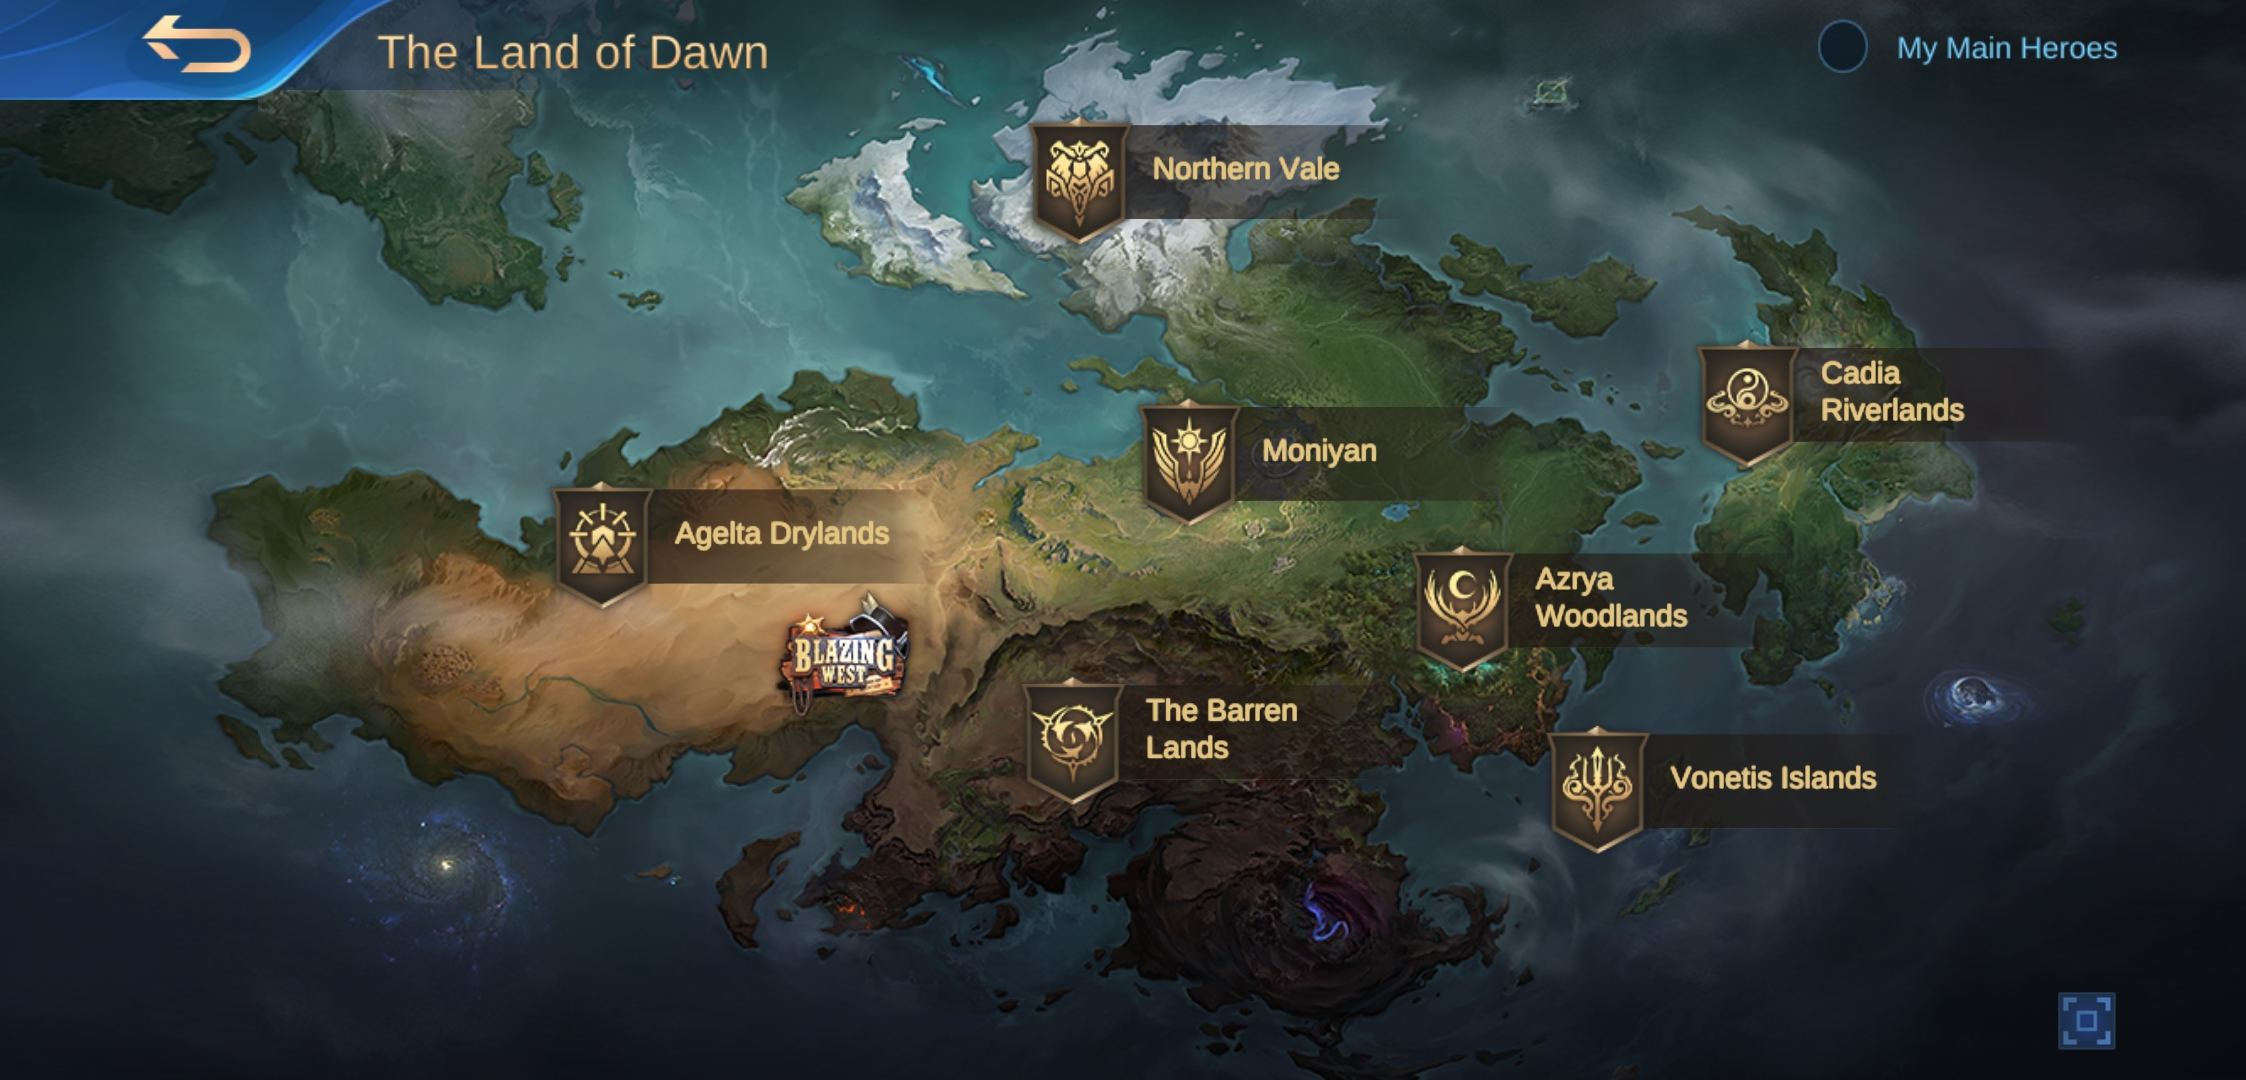 The Land of Dawn
My Main Heroes
Northern Vale
Cadia
Riverlands
Moniyan
Agelta Drylands
Azrya
Woodlands
BLAZING
WEST
The Barren
Lands
Vonetis Islands